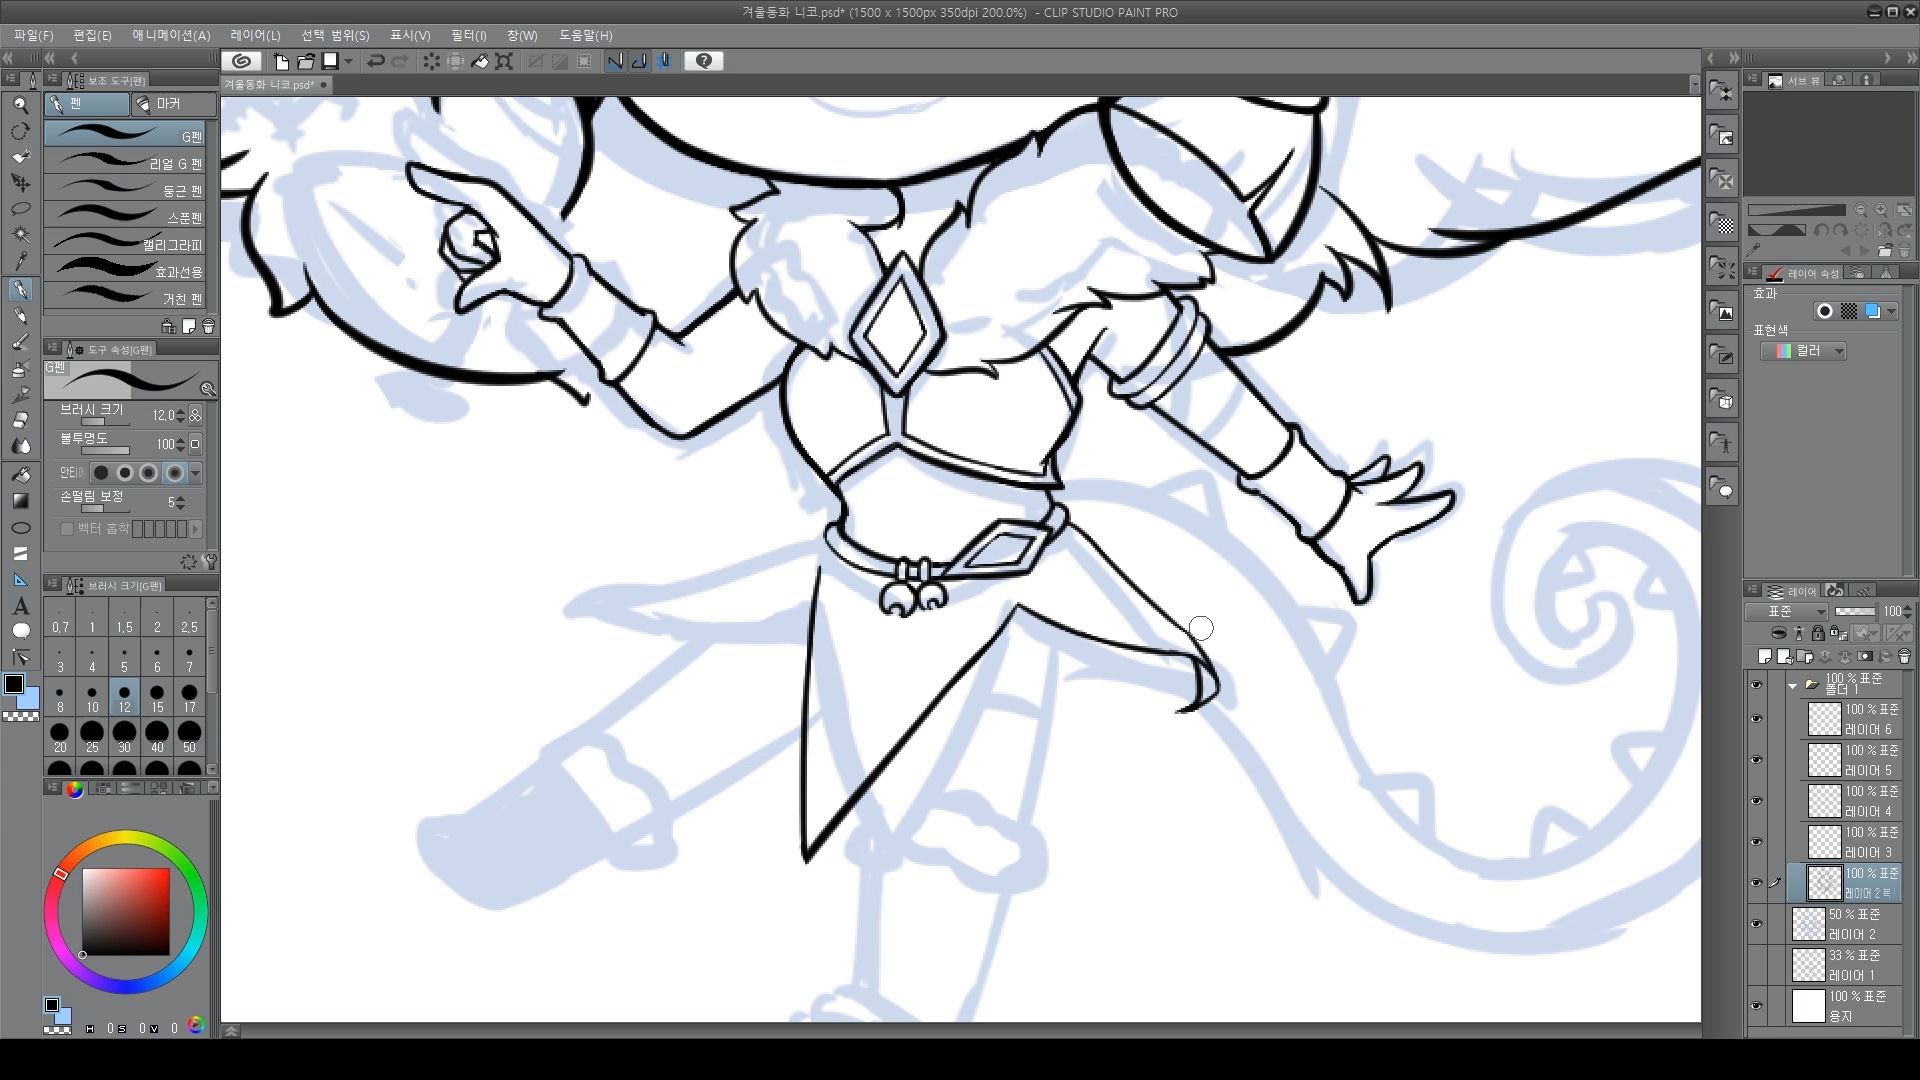 겨울동화 니코.psd* (1500 x 1500px 350dpi 200.0%) - CLIP STUDIO PAINT PRO
파일(F) 편집(E) 애니메이션(A) 레이어(L) 선택 범위(S) 표시(V) 필터(I) 창(W) 도움말(H)
겨울동화 니코.psd*
보조 도구[펜]
펜 마커
G펜
리얼 G 펜
둥근 펜
스푼펜
캘리그라피
효과선용
거친 펜
도구 속성[G펜]
G펜
브러시 크기 12.0
불투명도 100
안티
손떨림 보정 5
벡터 흡착
브러시 크기[G펜]
0.7 1 1.5 2 2.5
3 4 5 6 7
8 10 12 15 17
20 25 30 40 50
H 0 S 0 V 0
서브 뷰
레이어 속성
효과
표현색
컬러
레이어
표준 100
100 % 표준
폴더 1
100 % 표준
레이어 6
100 % 표준
레이어 5
100 % 표준
레이어 4
100 % 표준
레이어 3
100 % 표준
레이어 2 복
50 % 표준
레이어 2
33 % 표준
레이어 1
100 % 표준
용지